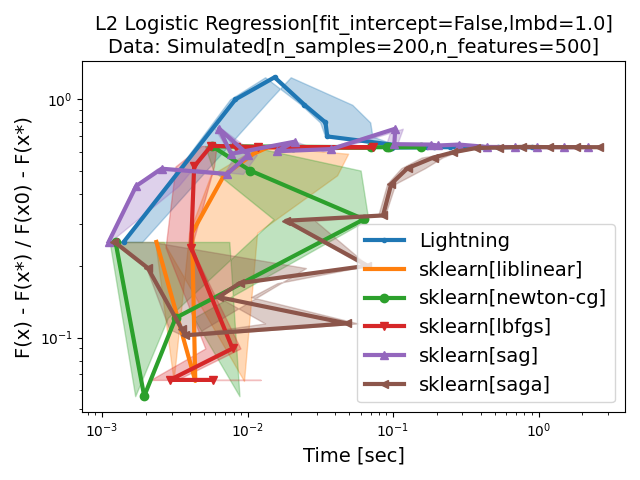 L2 Logistic Regression[fit_intercept=False,lmbd=1.0]
Data: Simulated[n_samples=200,n_features=500]
F(x) - F(x*) / F(x0) - F(x*)
10⁰
10⁻¹
Lightning
sklearn[liblinear]
sklearn[newton-cg]
sklearn[lbfgs]
sklearn[sag]
sklearn[saga]
10⁻³ 10⁻² 10⁻¹ 10⁰
Time [sec]